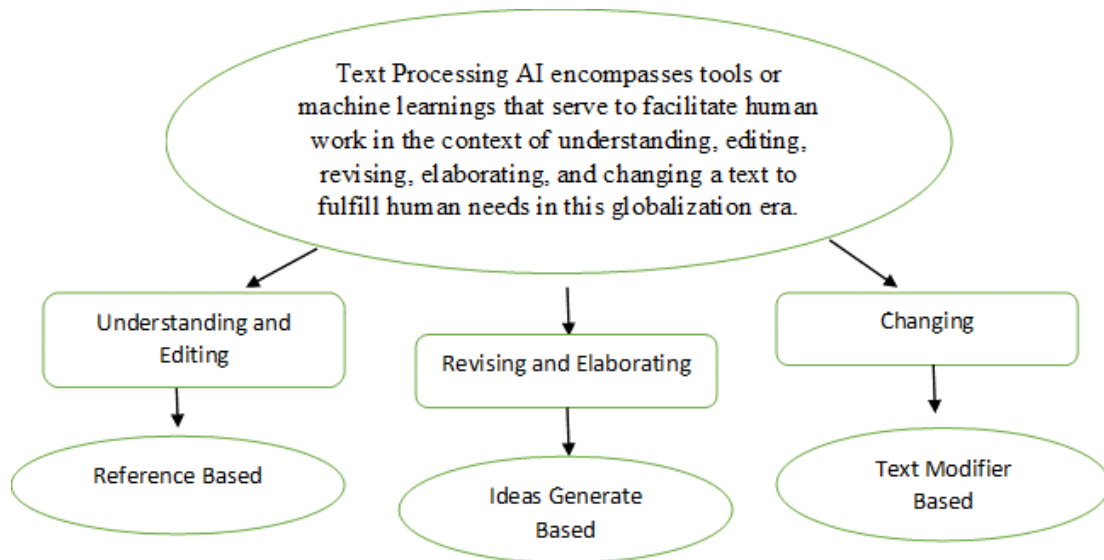 Text Processing AI encompasses tools or
machine learnings that serve to facilitate human
work in the context of understanding, editing,
revising, elaborating, and changing a text to
fulfill human needs in this globalization era.
Understanding and
Editing
Revising and Elaborating
Changing
Reference Based
Ideas Generate
Based
Text Modifier
Based